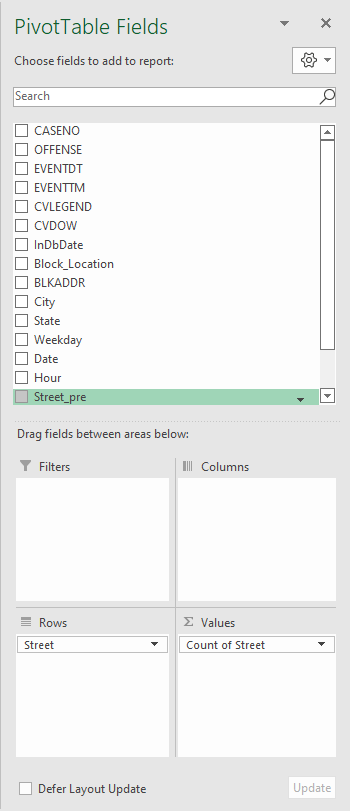 PivotTable Fields
Choose fields to add to report:
Search
CASENO
OFFENSE
EVENTDT
EVENTTM
CVLEGEND
CVDOW
InDbDate
Block_Location
BLKADDR
City
State
Weekday
Date
Hour
Street_pre
Drag fields between areas below:
Filters
Columns
Rows
Σ Values
Street
Count of Street
Defer Layout Update
Update